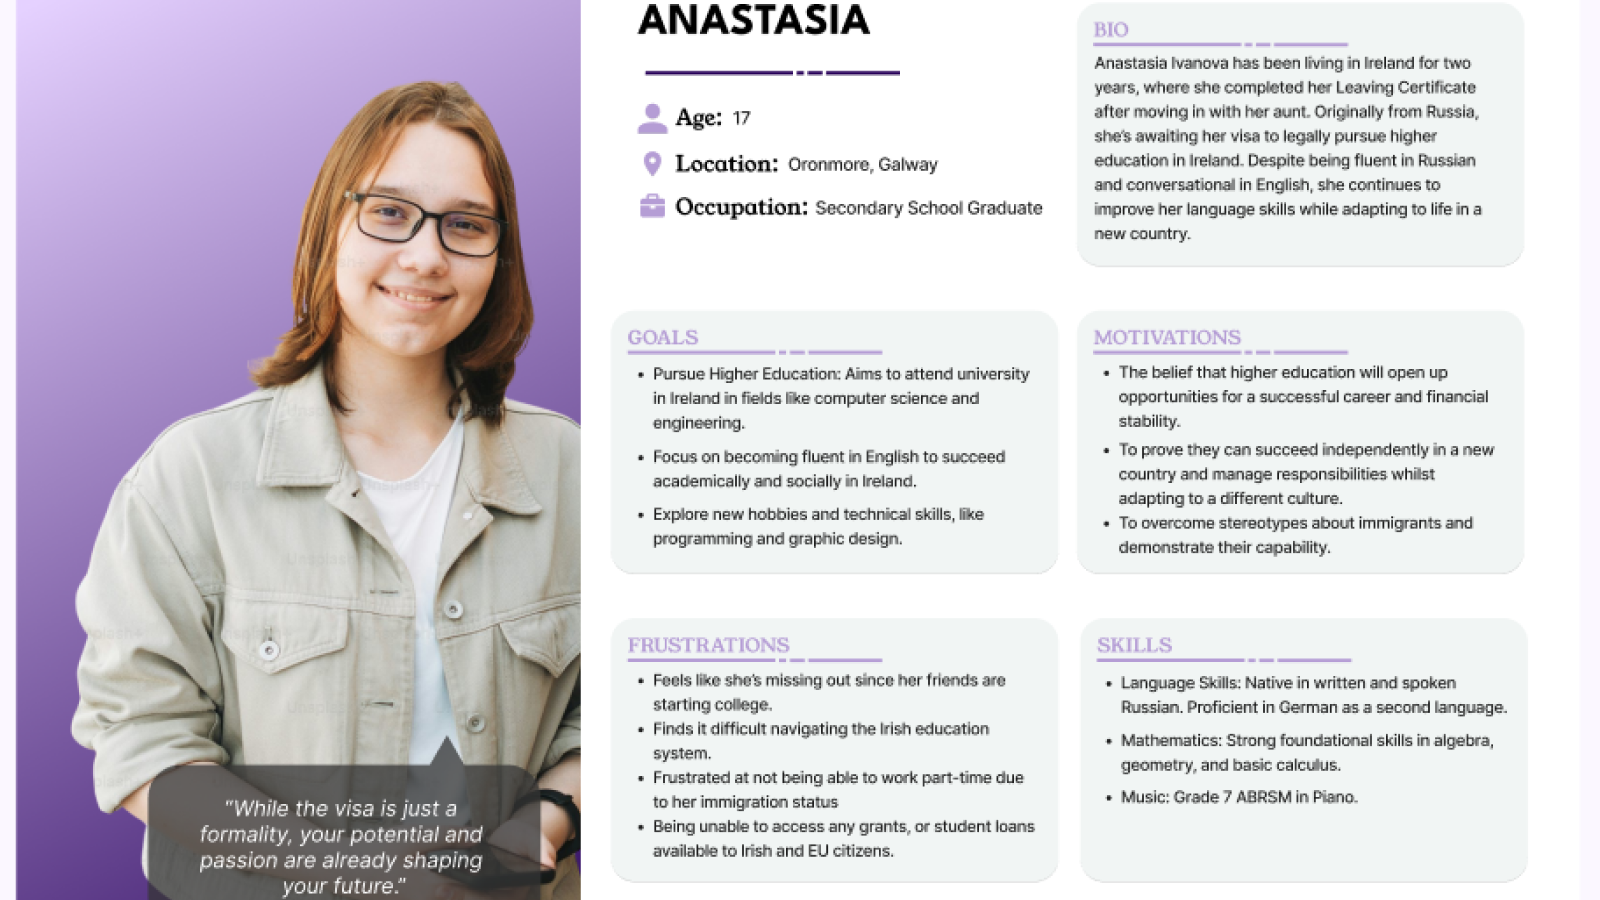 ANASTASIA
Age: 17
Location: Oronmore, Galway
Occupation: Secondary School Graduate
BIO
Anastasia Ivanova has been living in Ireland for two
years, where she completed her Leaving Certificate
after moving in with her aunt. Originally from Russia,
she's awaiting her visa to legally pursue higher
education in Ireland. Despite being fluent in Russian
and conversational in English, she continues to
improve her language skills while adapting to life in a
new country.
GOALS
• Pursue Higher Education: Aims to attend university
in Ireland in fields like computer science and
engineering.
• Focus on becoming fluent in English to succeed
academically and socially in Ireland.
• Explore new hobbies and technical skills, like
programming and graphic design.
MOTIVATIONS
• The belief that higher education will open up
opportunities for a successful career and financial
stability.
• To prove they can succeed independently in a new
country and manage responsibilities whilst
adapting to a different culture.
• To overcome stereotypes about immigrants and
demonstrate their capability.
FRUSTRATIONS
• Feels like she's missing out since her friends are
starting college.
• Finds it difficult navigating the Irish education
system.
• Frustrated at not being able to work part-time due
to her immigration status
• Being unable to access any grants, or student loans
available to Irish and EU citizens.
SKILLS
• Language Skills: Native in written and spoken
Russian. Proficient in German as a second language.
• Mathematics: Strong foundational skills in algebra,
geometry, and basic calculus.
• Music: Grade 7 ABRSM in Piano.
"While the visa is just a
formality, your potential and
passion are already shaping
your future."